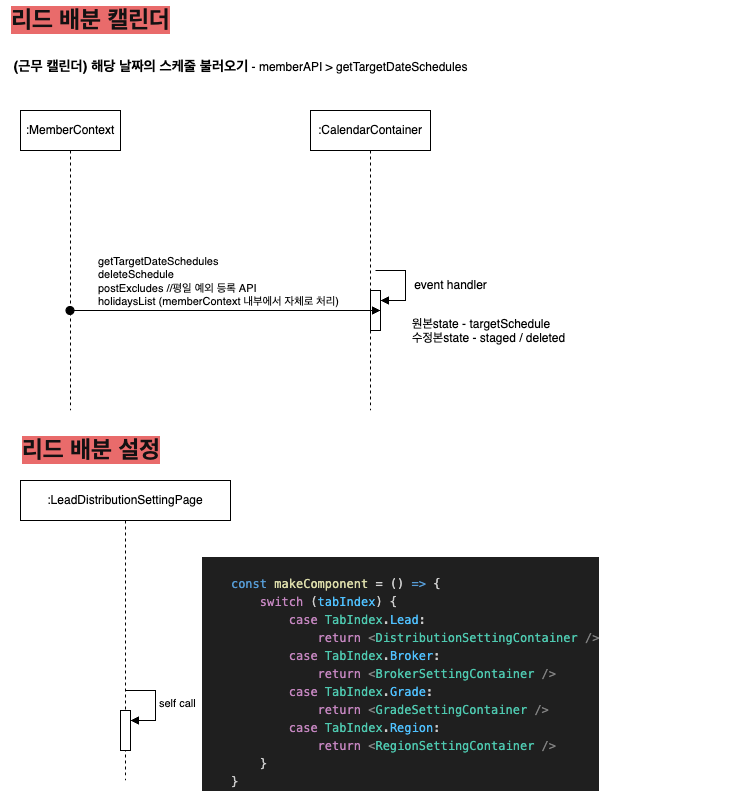 리드 배분 캘린더
(근무 캘린더) 해당 날짜의 스케줄 불러오기 - memberAPI > getTargetDateSchedules
:MemberContext
:CalendarContainer
getTargetDateSchedules
deleteSchedule
postExcludes //평일 예외 등록 API
holidaysList (memberContext 내부에서 자체로 처리)
event handler
원본state - targetSchedule
수정본state - staged / deleted
리드 배분 설정
:LeadDistributionSettingPage
self call
const makeComponent = () => {
switch (tabIndex) {
case TabIndex.Lead:
return <DistributionSettingContainer />
case TabIndex.Broker:
return <BrokerSettingContainer />
case TabIndex.Grade:
return <GradeSettingContainer />
case TabIndex.Region:
return <RegionSettingContainer />
}
}